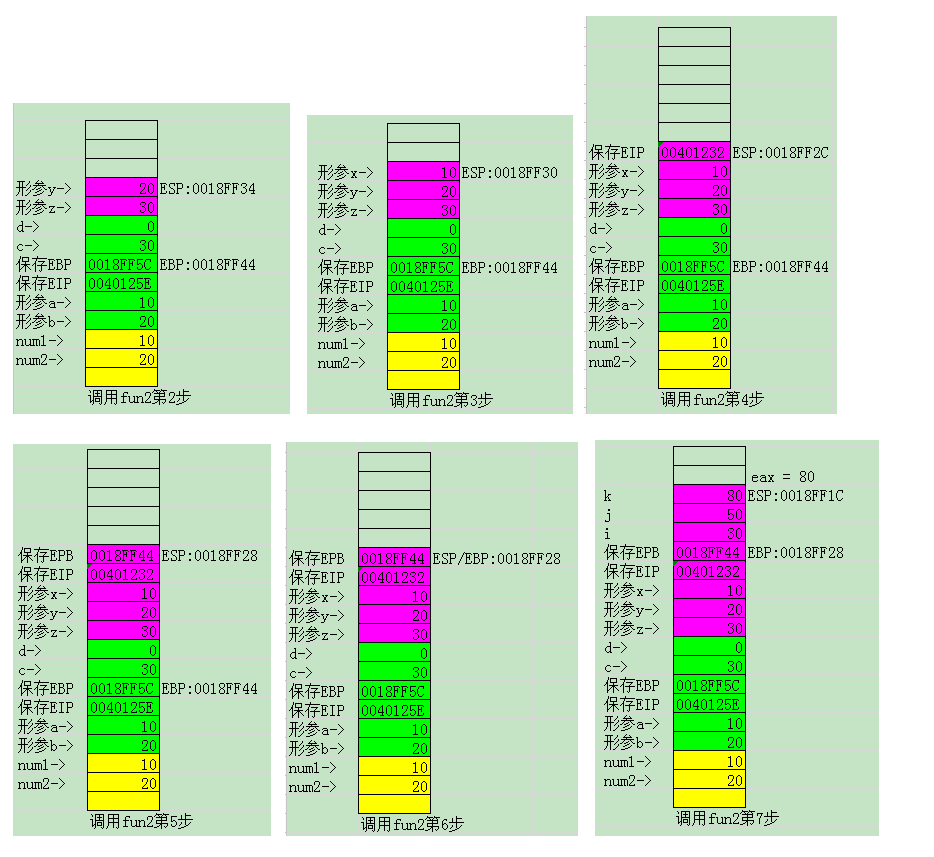 形参y-> 20 ESP:0018FF34
形参z-> 30
d-> 0
c-> 30
保存EBP 0018FF5C EBP:0018FF44
保存EIP 0040125E
形参a-> 10
形参b-> 20
num1-> 10
num2-> 20
调用fun2第2步
形参x-> 10 ESP:0018FF30
形参y-> 20
形参z-> 30
d-> 0
c-> 30
保存EBP 0018FF5C EBP:0018FF44
保存EIP 0040125E
形参a-> 10
形参b-> 20
num1-> 10
num2-> 20
调用fun2第3步
保存EIP 00401232 ESP:0018FF2C
形参x-> 10
形参y-> 20
形参z-> 30
d-> 0
c-> 30
保存EBP 0018FF5C EBP:0018FF44
保存EIP 0040125E
形参a-> 10
形参b-> 20
num1-> 10
num2-> 20
调用fun2第4步
保存EPB 0018FF44 ESP:0018FF28
保存EIP 00401232
形参x-> 10
形参y-> 20
形参z-> 30
d-> 0
c-> 30
保存EBP 0018FF5C EBP:0018FF44
保存EIP 0040125E
形参a-> 10
形参b-> 20
num1-> 10
num2-> 20
调用fun2第5步
保存EPB 0018FF44 ESP/EBP:0018FF28
保存EIP 00401232
形参x-> 10
形参y-> 20
形参z-> 30
d-> 0
c-> 30
保存EBP 0018FF5C
保存EIP 0040125E
形参a-> 10
形参b-> 20
num1-> 10
num2-> 20
调用fun2第6步
eax = 80
k 80 ESP:0018FF1C
j 50
i 30
保存EPB 0018FF44 EBP:0018FF28
保存EIP 00401232
形参x-> 10
形参y-> 20
形参z-> 30
d-> 0
c-> 30
保存EBP 0018FF5C
保存EIP 0040125E
形参a-> 10
形参b-> 20
num1-> 10
num2-> 20
调用fun2第7步